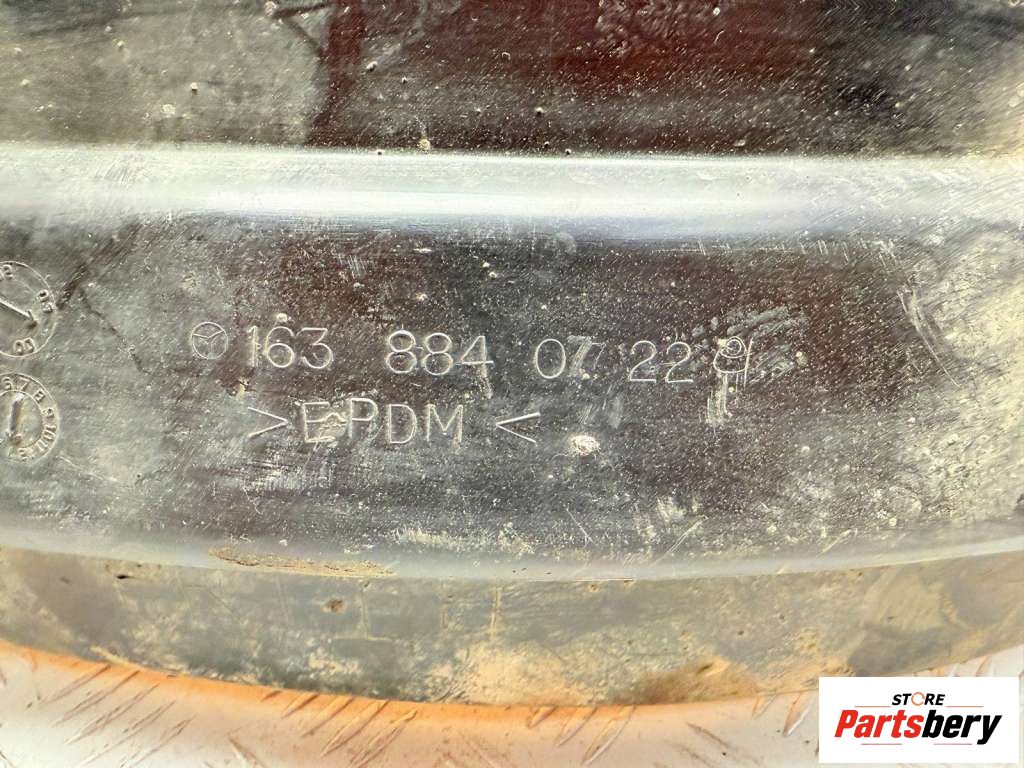 163 884 07 22
>EPDM<
STORE
Partsbery